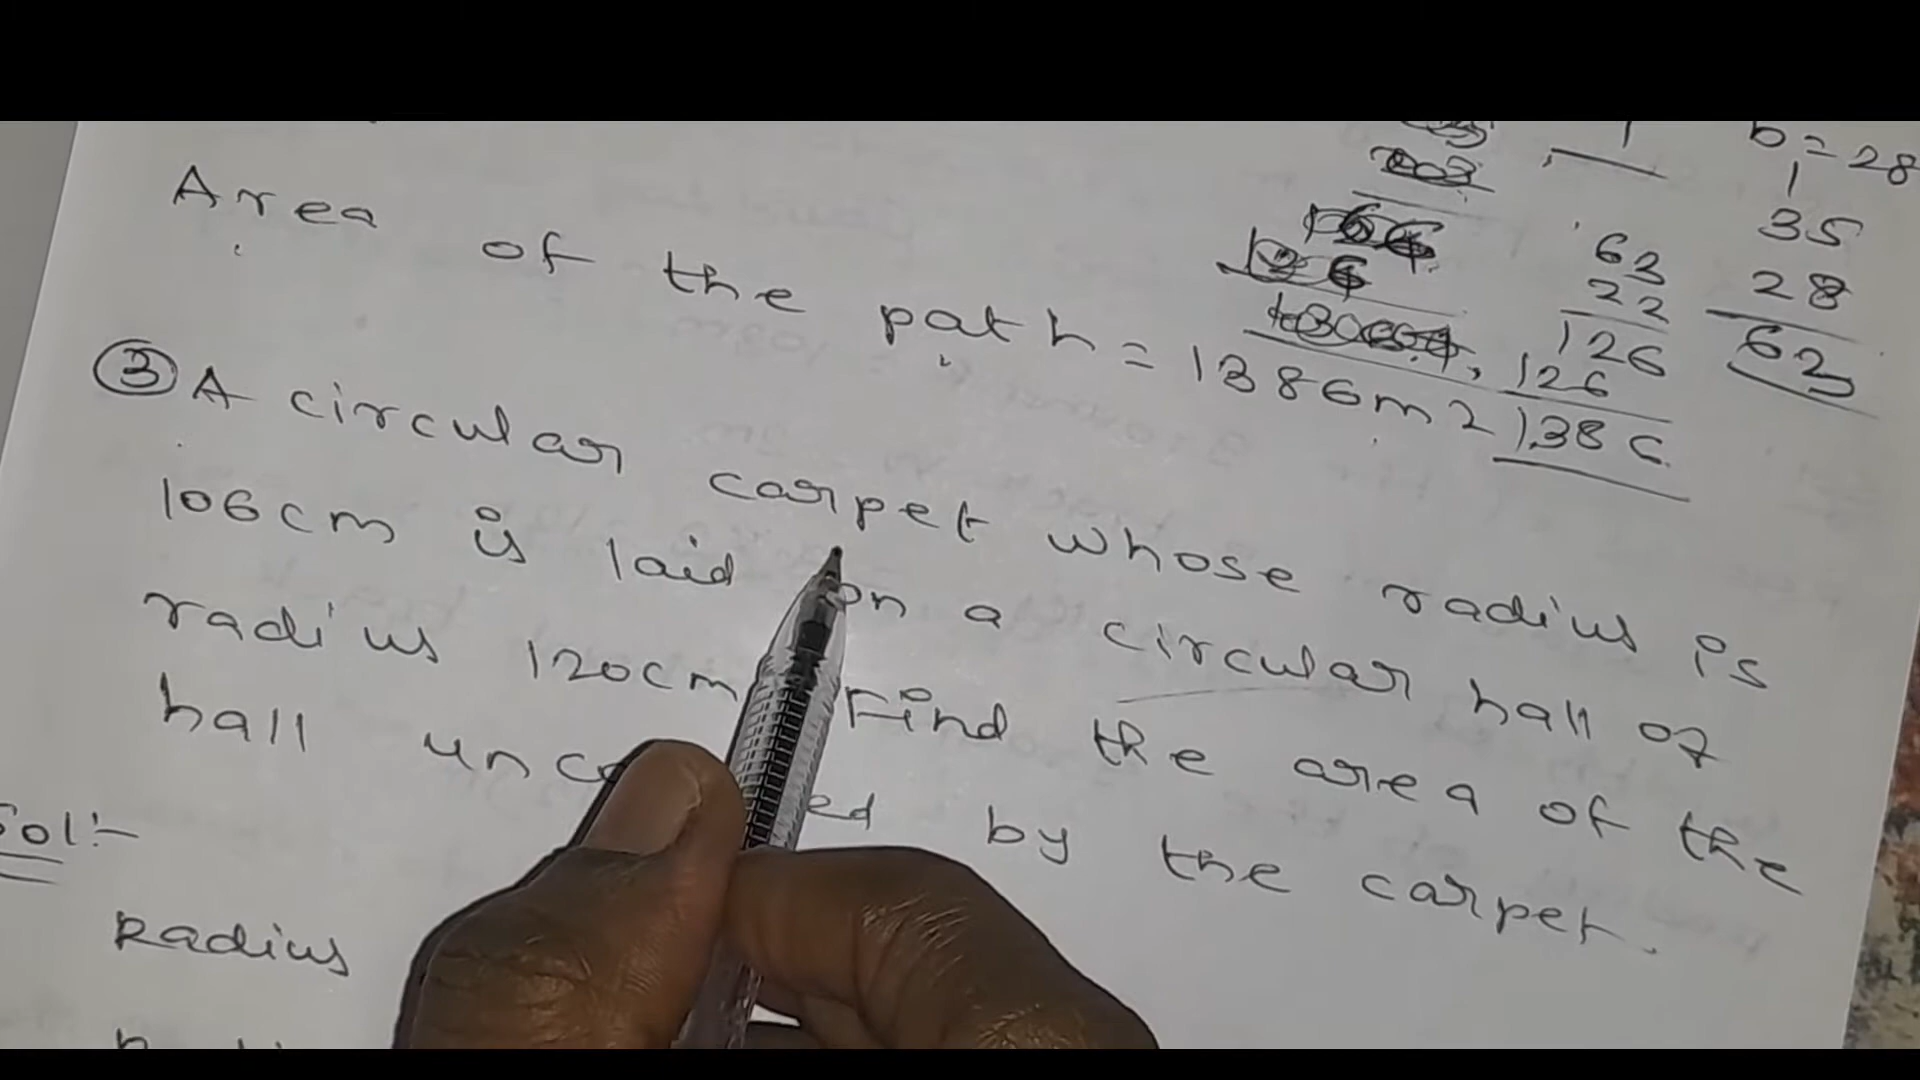 b = 28
Area of the path = 1386m2
63
22
126
126
1386
1
35
28
63
③ A circular carpet whose radius is
106cm is laid on a circular hall of
radius 120cm Find the area of the
hall by the carpet.
Sol:-
Radius